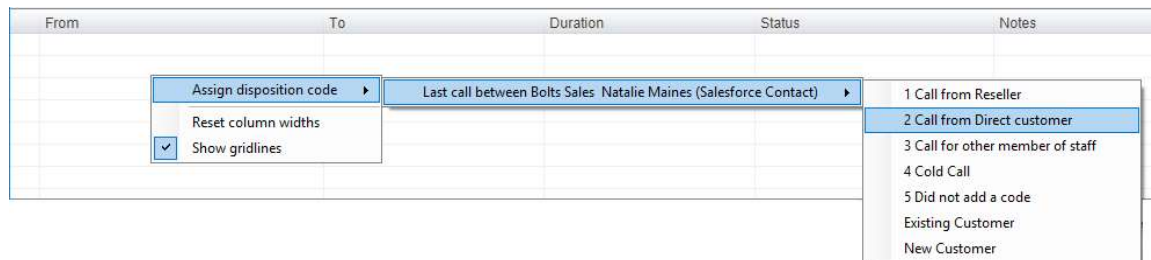 From To Duration Status Notes
Assign disposition code Last call between Bolts Sales Natalie Maines (Salesforce Contact) 1 Call from Reseller
Reset column widths 2 Call from Direct customer
Show gridlines 3 Call for other member of staff
4 Cold Call
5 Did not add a code
Existing Customer
New Customer